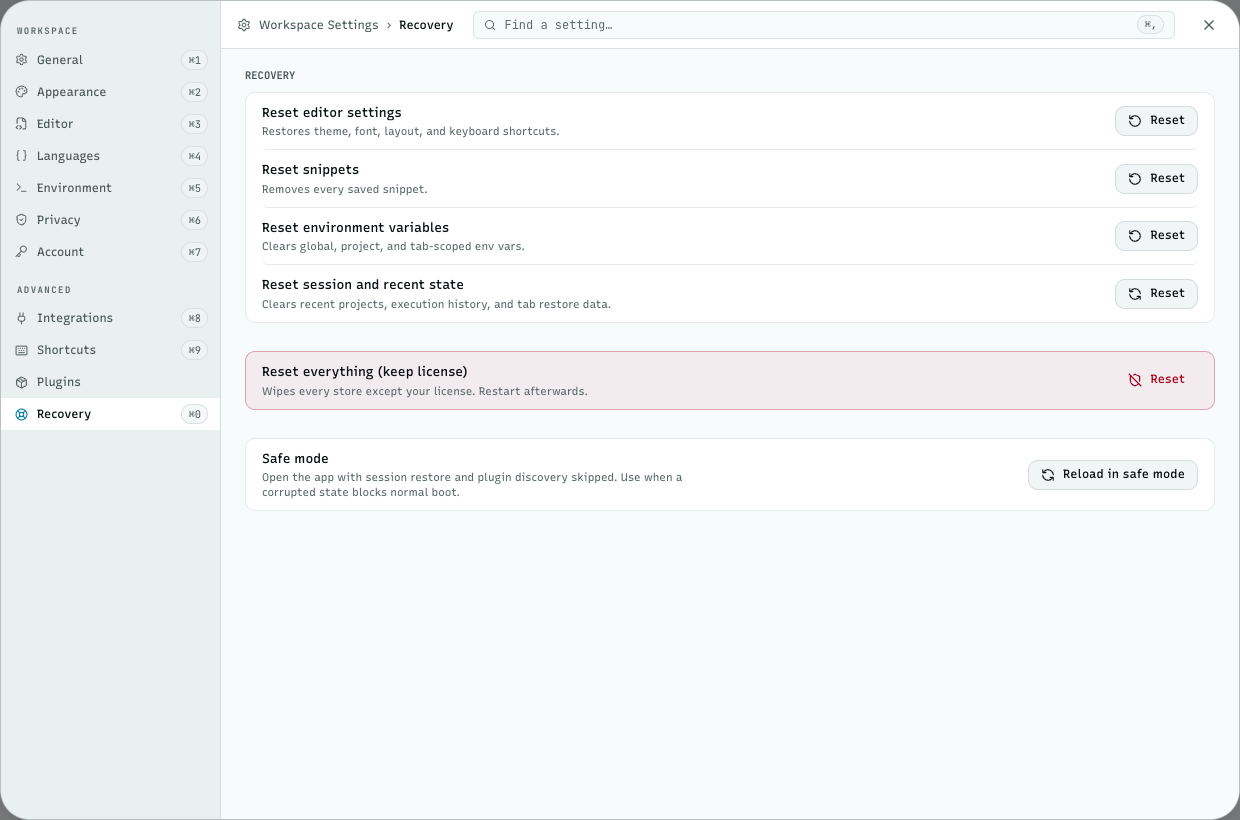 WORKSPACE
General ⌘1
Appearance ⌘2
Editor ⌘3
Languages ⌘4
Environment ⌘5
Privacy ⌘6
Account ⌘7
ADVANCED
Integrations ⌘8
Shortcuts ⌘9
Plugins
Recovery ⌘0
Workspace Settings › Recovery
Find a setting… ⌘,
RECOVERY
Reset editor settings
Restores theme, font, layout, and keyboard shortcuts.
Reset
Reset snippets
Removes every saved snippet.
Reset
Reset environment variables
Clears global, project, and tab-scoped env vars.
Reset
Reset session and recent state
Clears recent projects, execution history, and tab restore data.
Reset
Reset everything (keep license)
Wipes every store except your license. Restart afterwards.
Reset
Safe mode
Open the app with session restore and plugin discovery skipped. Use when a
corrupted state blocks normal boot.
Reload in safe mode